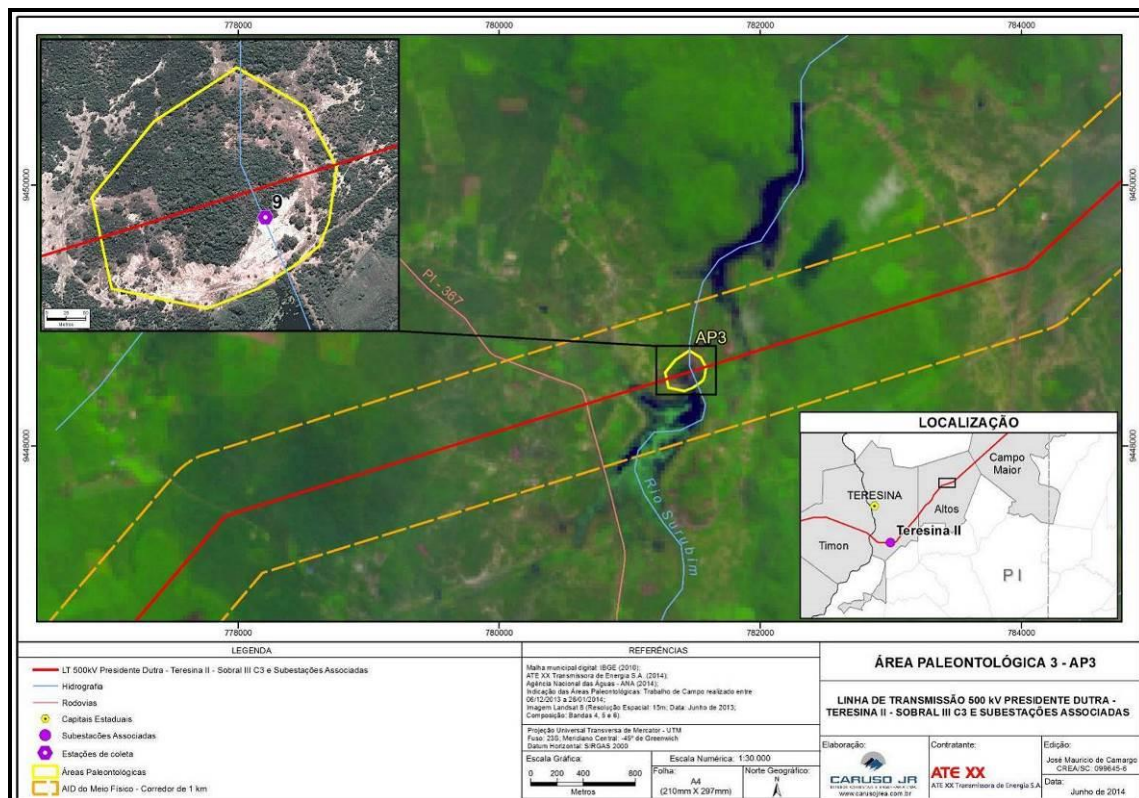 778000
780000
782000
784000
9450000
9450000
9
0
Metros
PI - 367
AP3
9448000
9448000
Rio Surubim
LOCALIZAÇÃO
Campo
Maior
TERESINA
Altos
Teresina II
Timon
PI
778000
780000
782000
784000
LEGENDA
LT 500kV Presidente Dutra - Teresina II - Sobral III C3 e Subestações Associadas
Hidrografia
Rodovias
Capitais Estaduais
Subestações Associadas
Estações de coleta
Áreas Paleontológicas
AID do Meio Físico - Corredor de 1 km
REFERÊNCIAS
Malha municipal digital: IBGE (2010);
ATE XX Transmissora de Energia S.A. (2014);
Agência Nacional das Águas - ANA (2014);
Indicação das Áreas Paleontológicas: Trabalho de Campo realizado entre
06/12/2013 a 26/01/2014;
Imagem Landsat 8 (Resolução Espacial: 15m; Data: Junho de 2013;
Composição: Bandas 4, 5 e 6)
Projeção Universal Transversa de Mercator - UTM
Fuso: 23S; Meridiano Central: -45° de Greenwich
Datum Horizontal: SIRGAS 2000
Escala Gráfica:
0 200 400 800
Metros
Escala Numérica: 1:30.000
Folha:
A4
(210mm X 297mm)
Norte Geográfico:
N
ÁREA PALEONTOLÓGICA 3 - AP3
LINHA DE TRANSMISSÃO 500 kV PRESIDENTE DUTRA -
TERESINA II - SOBRAL III C3 E SUBESTAÇÕES ASSOCIADAS
Elaboração:
CARUSO JR
www.carusojrea.com.br
Contratante:
ATE XX
ATE XX Transmissora de Energia S.A.
Edição:
José Maurício de Camargo
CREA/SC: 099645-6
Data:
Junho de 2014